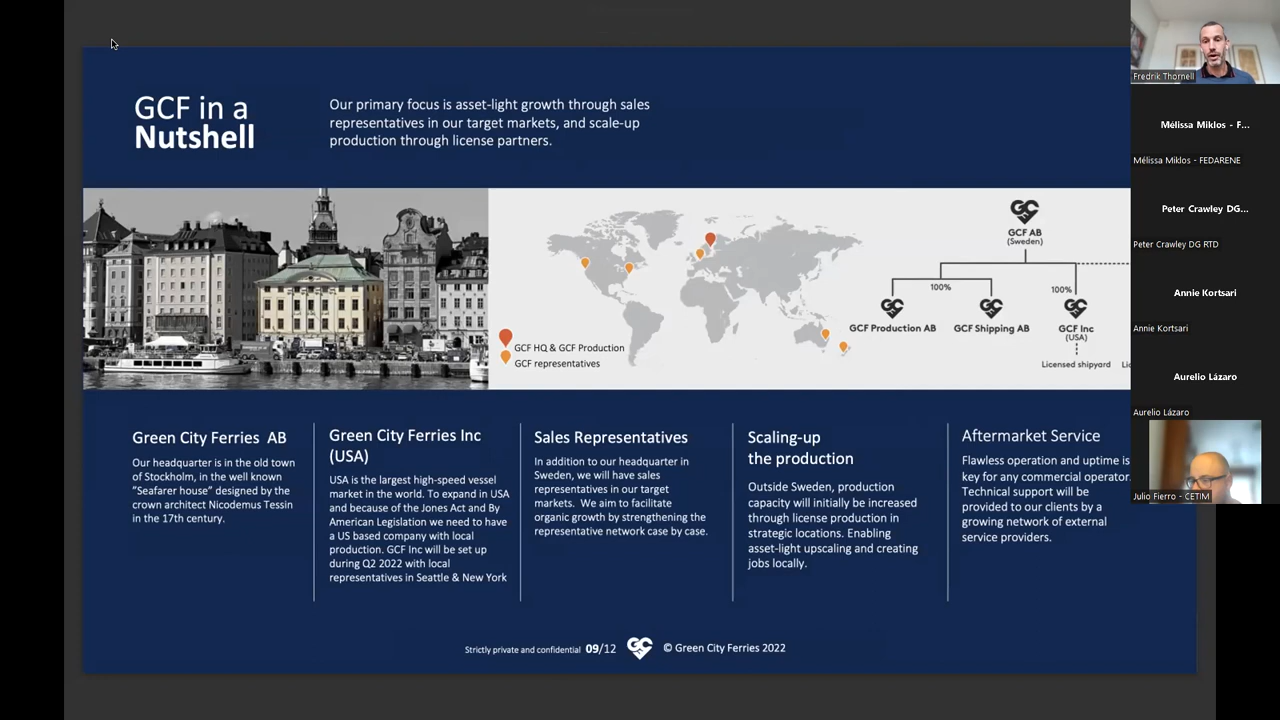 GCF in a
Nutshell
Our primary focus is asset-light growth through sales
representatives in our target markets, and scale-up
production through license partners.
GCF HQ & GCF Production
GCF representatives
GCF AB
(Sweden)
100%
100%
GCF Production AB
GCF Shipping AB
GCF Inc
(USA)
Licensed shipyard
Green City Ferries AB
Our headquarter is in the old town
of Stockholm, in the well known
“Seafarer house” designed by the
crown architect Nicodemus Tessin
in the 17th century.
Green City Ferries Inc
(USA)
USA is the largest high-speed vessel
market in the world. To expand in USA
and because of the Jones Act and By
American Legislation we need to have
a US based company with local
production. GCF Inc will be set up
during Q2 2022 with local
representatives in Seattle & New York
Sales Representatives
In addition to our headquarter in
Sweden, we will have sales
representatives in our target
markets. We aim to facilitate
organic growth by strengthening the
representative network case by case.
Scaling-up
the production
Outside Sweden, production
capacity will initially be increased
through license production in
strategic locations. Enabling
asset-light upscaling and creating
jobs locally.
Aftermarket Service
Flawless operation and uptime is
key for any commercial operator.
Technical support will be
provided to our clients by a
growing network of external
service providers.
Strictly private and confidential 09/12 GC © Green City Ferries 2022
Fredrik Thornell
Mélissa Miklos - F...
Mélissa Miklos - FEDARENE
Peter Crawley DG...
Peter Crawley DG RTD
Annie Kortsari
Annie Kortsari
Aurelio Lázaro
Aurelio Lázaro
Julio Fierro - CETIM